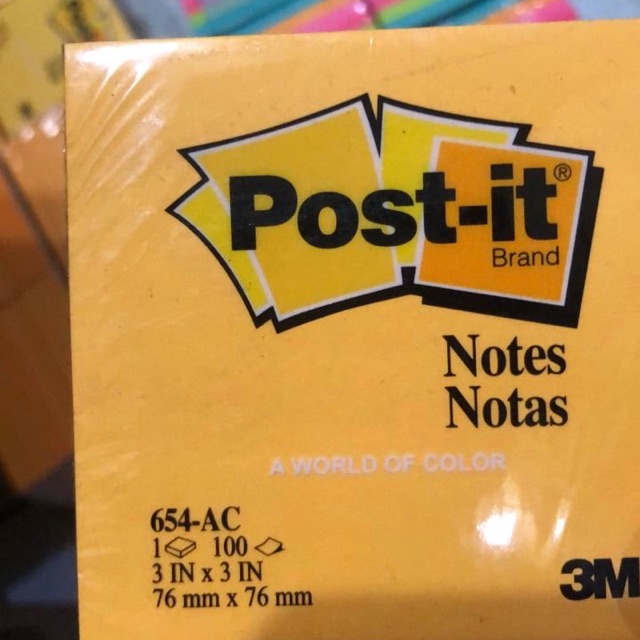 Post-it®
Brand
Notes
Notas
A WORLD OF COLOR
654-AC
1 100
3 IN x 3 IN
76 mm x 76 mm
3M